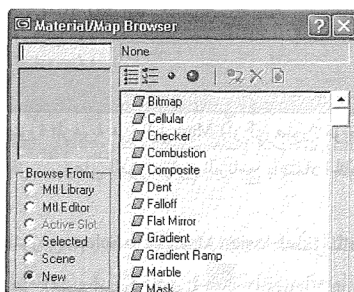 Material/Map Browser
None
Bitmap
Cellular
Checker
Combustion
Composite
Dent
Falloff
Flat Mirror
Gradient
Gradient Ramp
Marble
Mask
Browse From:
Mtl Library
Mtl Editor
Active Slot
Selected
Scene
New